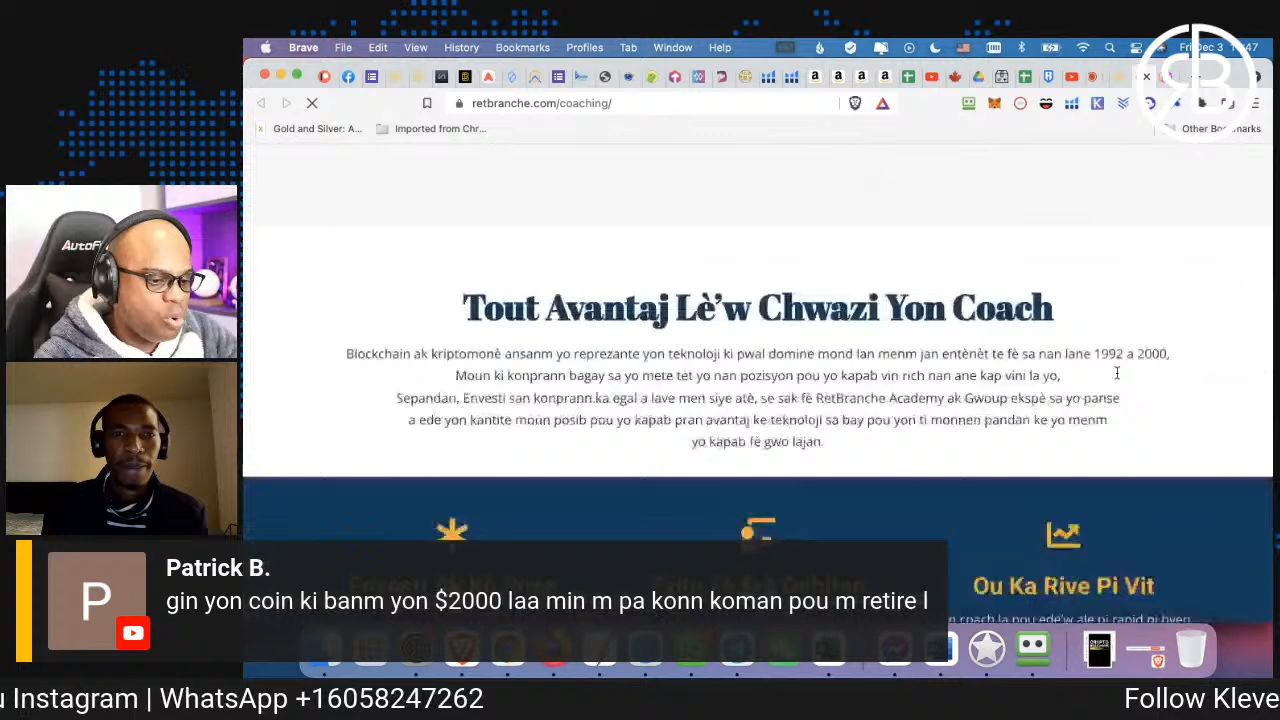 Brave File Edit View History Bookmarks Profiles Tab Window Help
retbranche.com/coaching/
Gold and Silver: A... Imported from Chr... Other Bookmarks
Tout Avantaj Lè'w Chwazi Yon Coach
Blockchain ak kriptomonè ansanm yo reprezante yon teknoloji ki pwal domine mond lan menm jan entènèt te fè sa nan lane 1992 a 2000,
Moun ki konprann bagay sa yo mete tèt yo nan pozisyon pou yo kapab vin rich nan ane kap vini la yo,
Sepandan, Envesti san konprann ka egal a lave men siye atè, se sak fè RetBranche Academy ak Gwoup ekspè sa yo panse
a ede yon kantite moun posib pou yo kapab pran avantaj ke teknoloji sa bay pou yon ti monnen pandan ke yo menm
yo kapab fè gwo lajan.
Ou Ka Rive Pi Vit
AutoF
P
Patrick B.
gin yon coin ki banm yon $2000 laa min m pa konn koman pou m retire l
Instagram | WhatsApp +16058247262
Follow Kleve